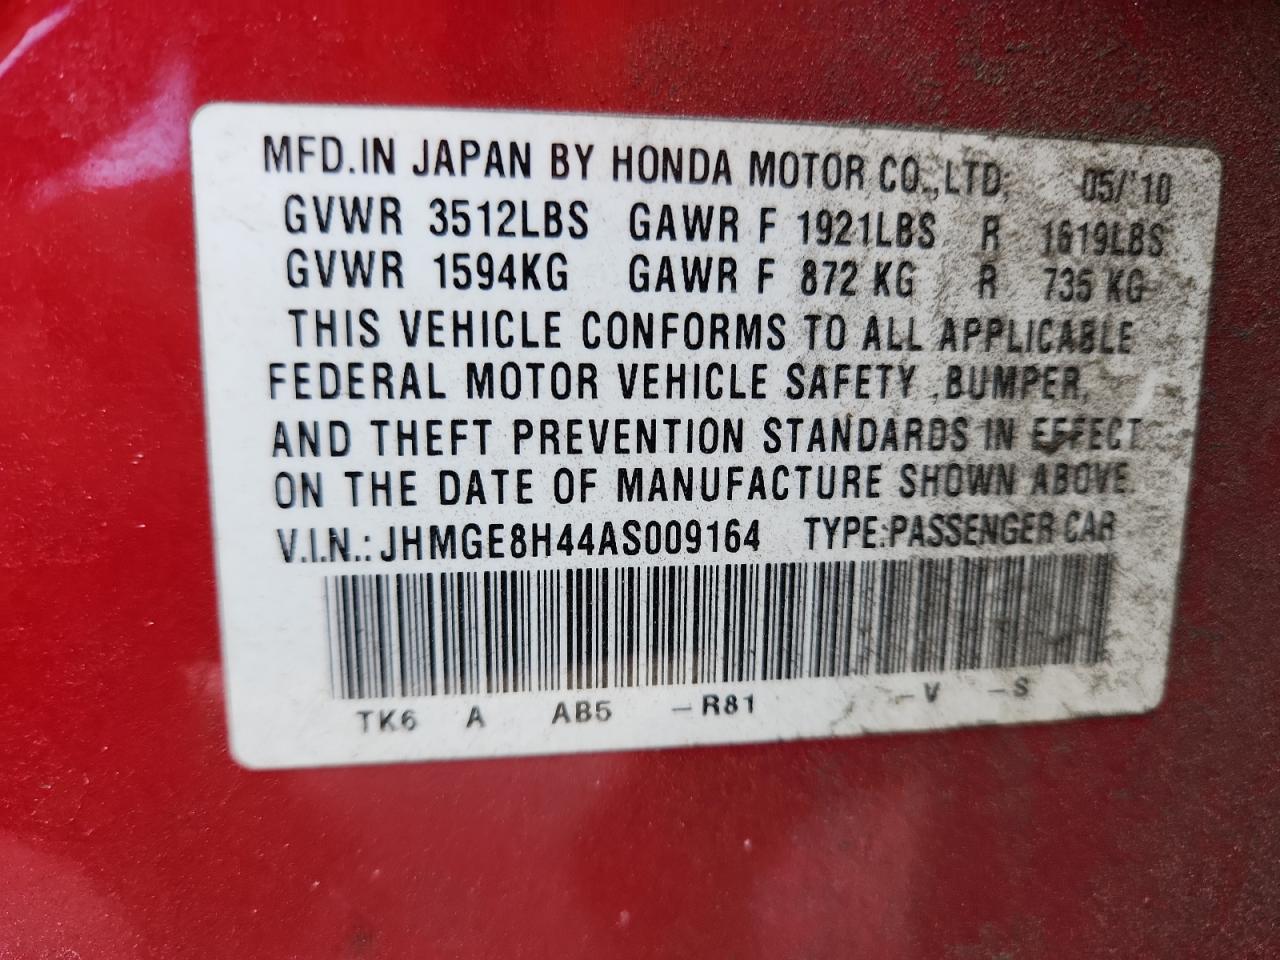 MFD.IN JAPAN BY HONDA MOTOR CO.,LTD. 05/'10
GVWR 3512LBS GAWR F 1921LBS R 1619LBS
GVWR 1594KG GAWR F 872 KG R 735 KG
THIS VEHICLE CONFORMS TO ALL APPLICABLE
FEDERAL MOTOR VEHICLE SAFETY ,BUMPER,
AND THEFT PREVENTION STANDARDS IN EFFECT
ON THE DATE OF MANUFACTURE SHOWN ABOVE.
V.I.N.: JHMGE8H44AS009164 TYPE:PASSENGER CAR
TK6 A AB5 -R81 -V -S